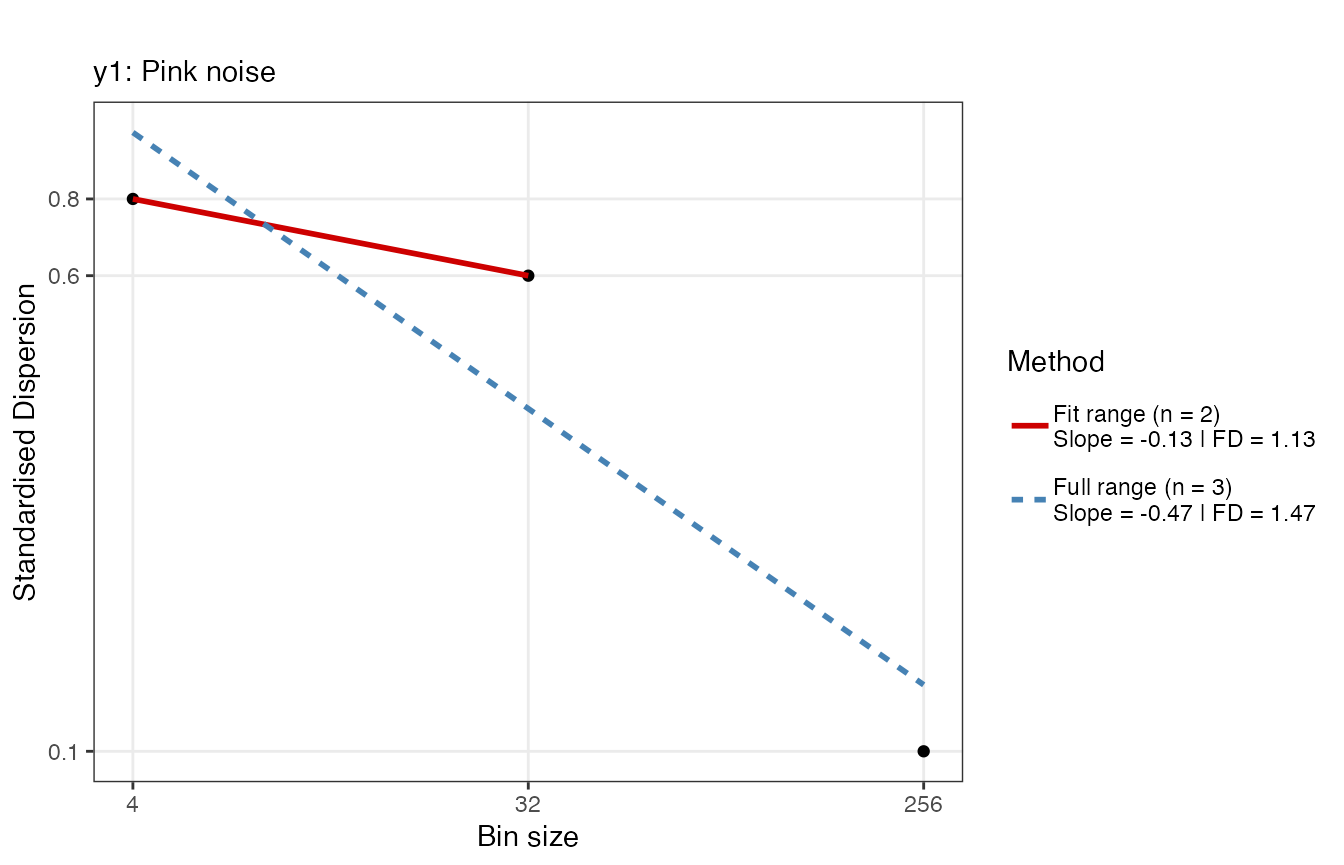 y1: Pink noise
Standardised Dispersion
0.8
0.6
0.1
4
32
256
Bin size
Method
Fit range (n = 2)
Slope = -0.13 | FD = 1.13
Full range (n = 3)
Slope = -0.47 | FD = 1.47